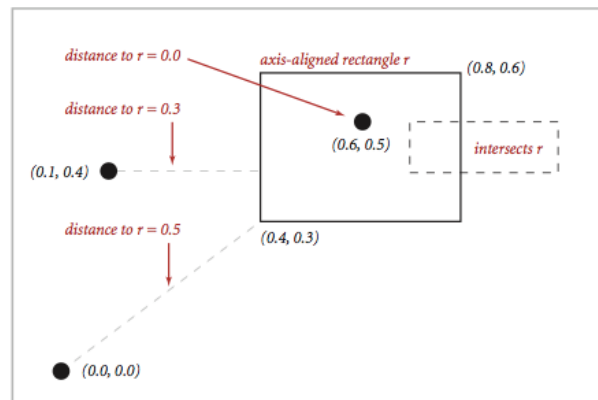 distance to r = 0.0
axis-aligned rectangle r
(0.8, 0.6)
distance to r = 0.3
(0.6, 0.5)
intersects r
(0.1, 0.4)
distance to r = 0.5
(0.4, 0.3)
(0.0, 0.0)